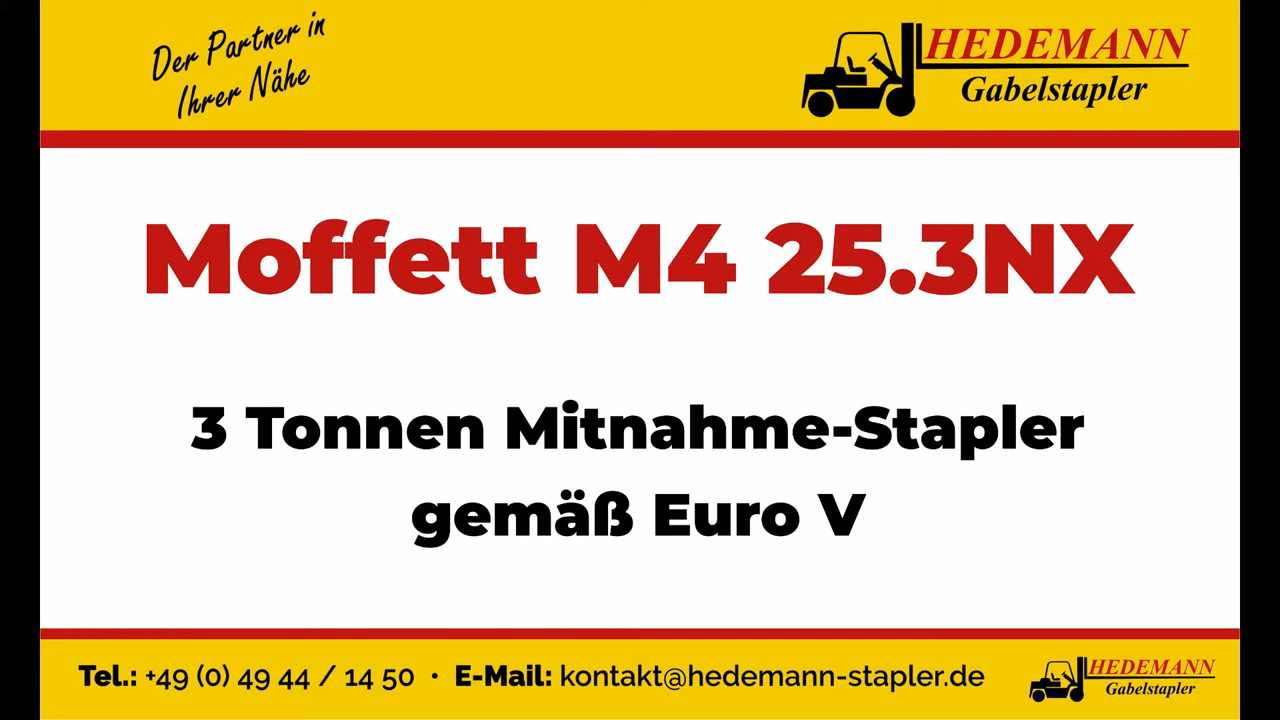 Der Partner in
Ihrer Nähe
HEDEMANN
Gabelstapler
Moffett M4 25.3NX
3 Tonnen Mitnahme-Stapler
gemäß Euro V
Tel.: +49 (0) 49 44 / 14 50 • E-Mail: kontakt@hedemann-stapler.de
HEDEMANN
Gabelstapler